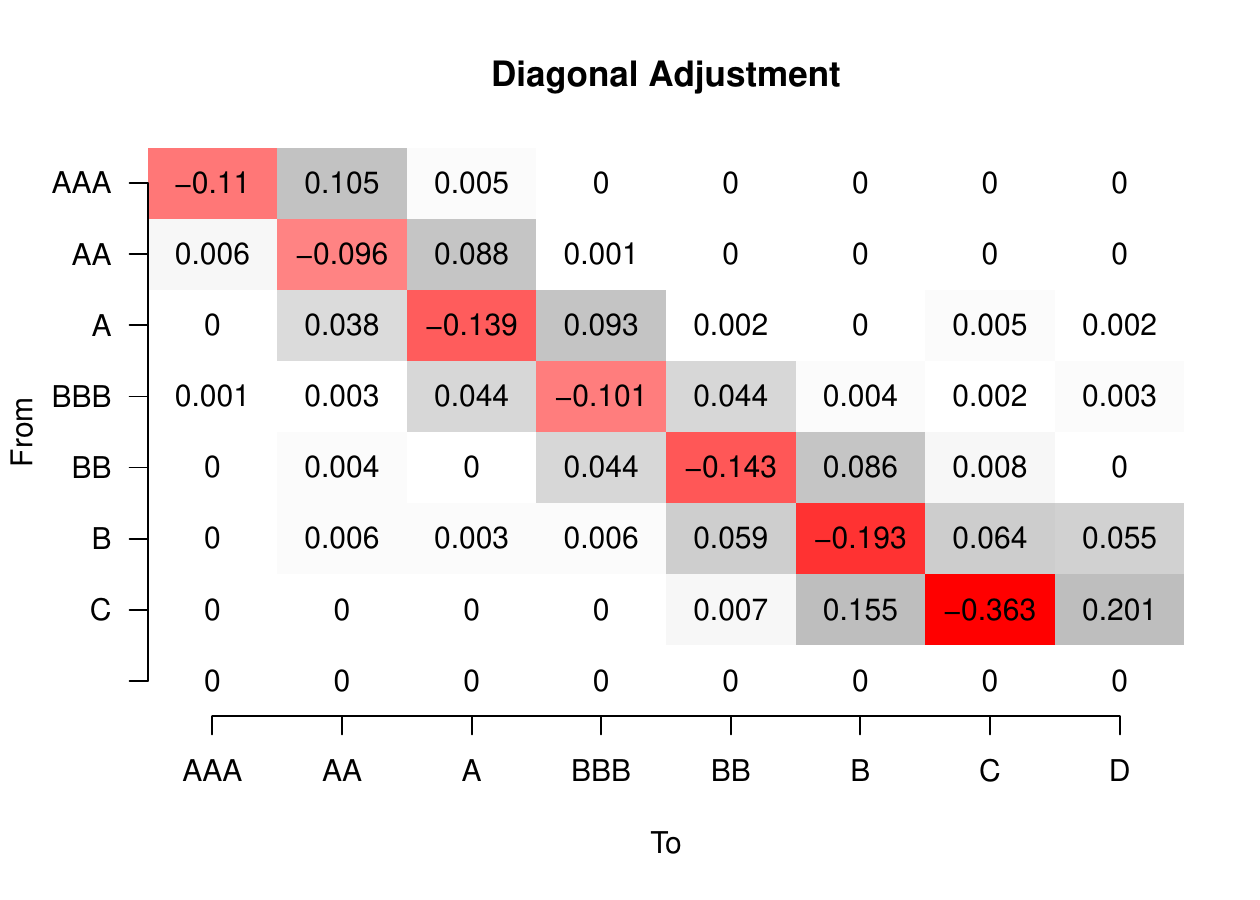 Diagonal Adjustment
AAA −0.11 0.105 0.005 0 0 0 0 0
AA 0.006 −0.096 0.088 0.001 0 0 0 0
A 0 0.038 −0.139 0.093 0.002 0 0.005 0.002
BBB 0.001 0.003 0.044 −0.101 0.044 0.004 0.002 0.003
BB 0 0.004 0 0.044 −0.143 0.086 0.008 0
B 0 0.006 0.003 0.006 0.059 −0.193 0.064 0.055
C 0 0 0 0 0.007 0.155 −0.363 0.201
0 0 0 0 0 0 0 0
From
AAA AA A BBB BB B C D
To